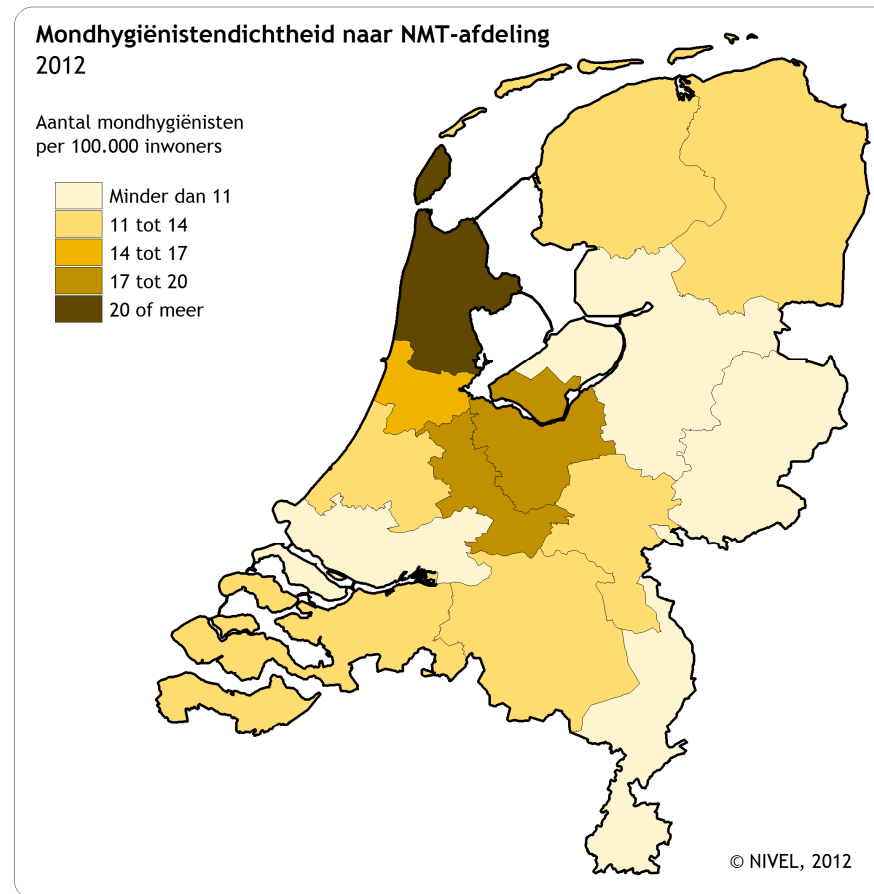 Mondhygiënistendichtheid naar NMT-afdeling
2012
Aantal mondhygiënisten
per 100.000 inwoners
Minder dan 11
11 tot 14
14 tot 17
17 tot 20
20 of meer
© NIVEL, 2012